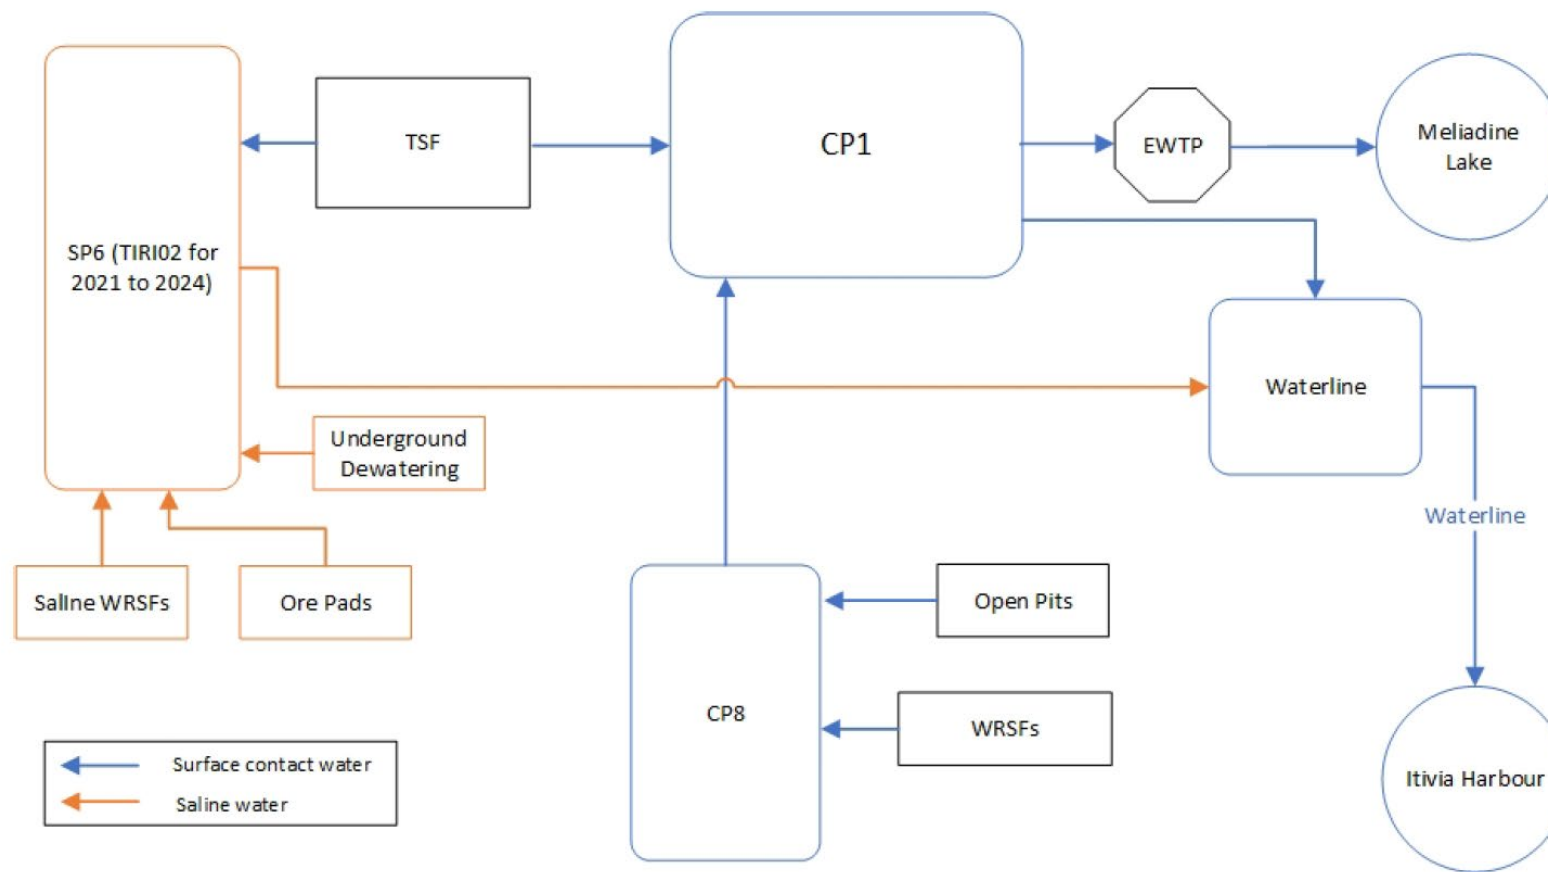 TSF
CP1
EWTP
Meliadine
Lake
SP6 (TIRI02 for
2021 to 2024)
Waterline
Underground
Dewatering
Waterline
Saline WRSFs
Ore Pads
Open Pits
CP8
WRSFs
Surface contact water
Saline water
Itivia Harbour